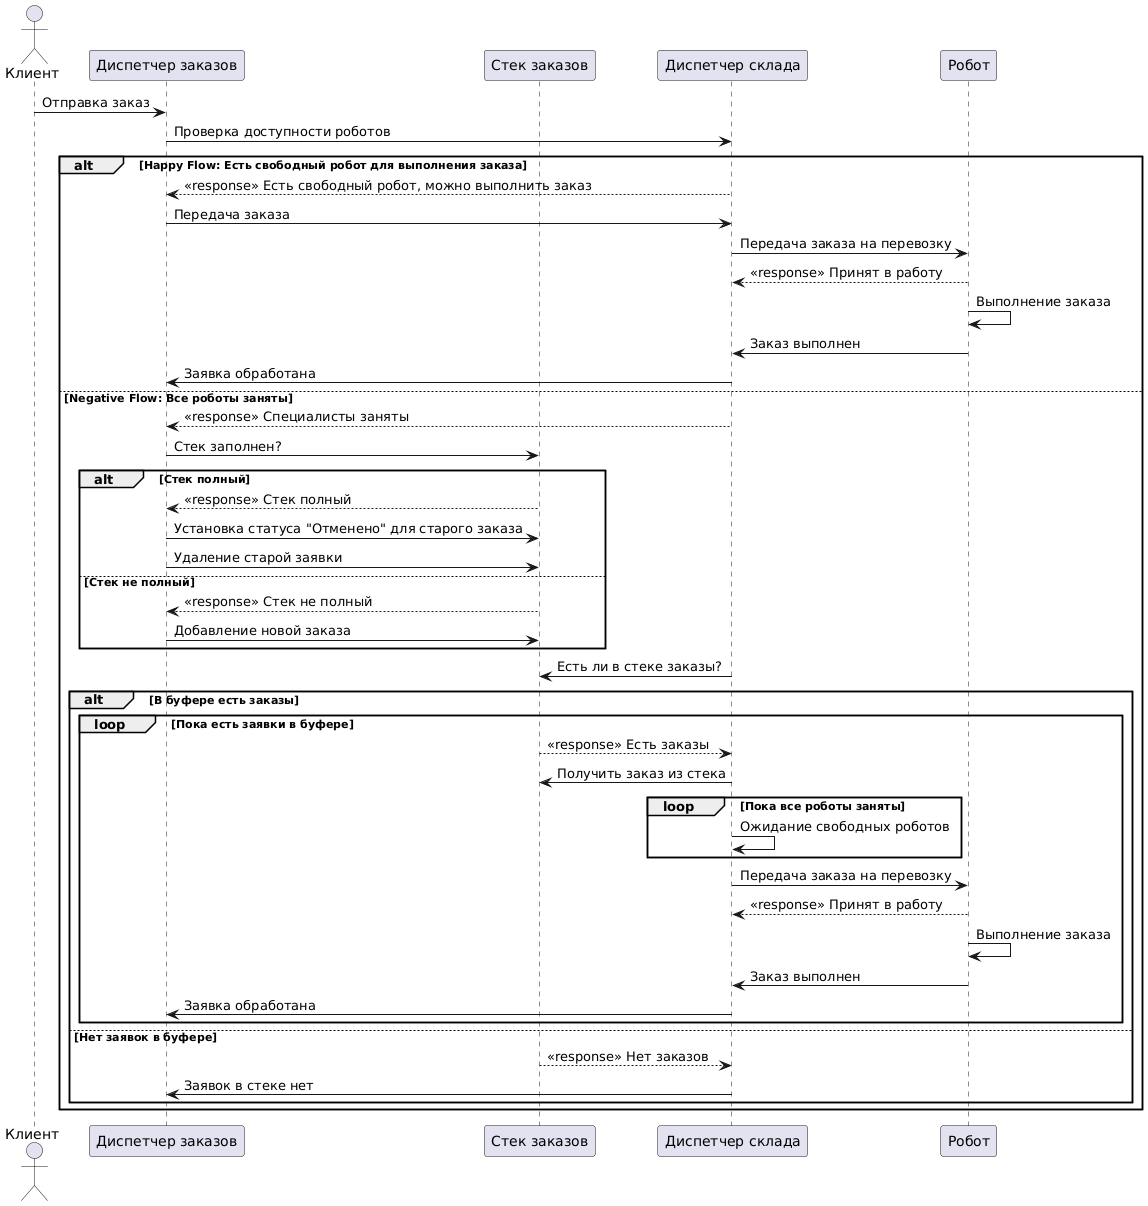 Клиент
Диспетчер заказов
Стек заказов
Диспетчер склада
Робот
Отправка заказ
Проверка доступности роботов
alt [Happy Flow: Есть свободный робот для выполнения заказа]
«response» Есть свободный робот, можно выполнить заказ
Передача заказа
Передача заказа на перевозку
«response» Принят в работу
Выполнение заказа
Заказ выполнен
Заявка обработана
[Negative Flow: Все роботы заняты]
«response» Специалисты заняты
Стек заполнен?
alt [Стек полный]
«response» Стек полный
Установка статуса "Отменено" для старого заказа
Удаление старой заявки
[Стек не полный]
«response» Стек не полный
Добавление новой заказа
Есть ли в стеке заказы?
alt [В буфере есть заказы]
loop [Пока есть заявки в буфере]
«response» Есть заказы
Получить заказ из стека
loop [Пока все роботы заняты]
Ожидание свободных роботов
Передача заказа на перевозку
«response» Принят в работу
Выполнение заказа
Заказ выполнен
Заявка обработана
[Нет заявок в буфере]
«response» Нет заказов
Заявок в стеке нет
Клиент
Диспетчер заказов
Стек заказов
Диспетчер склада
Робот